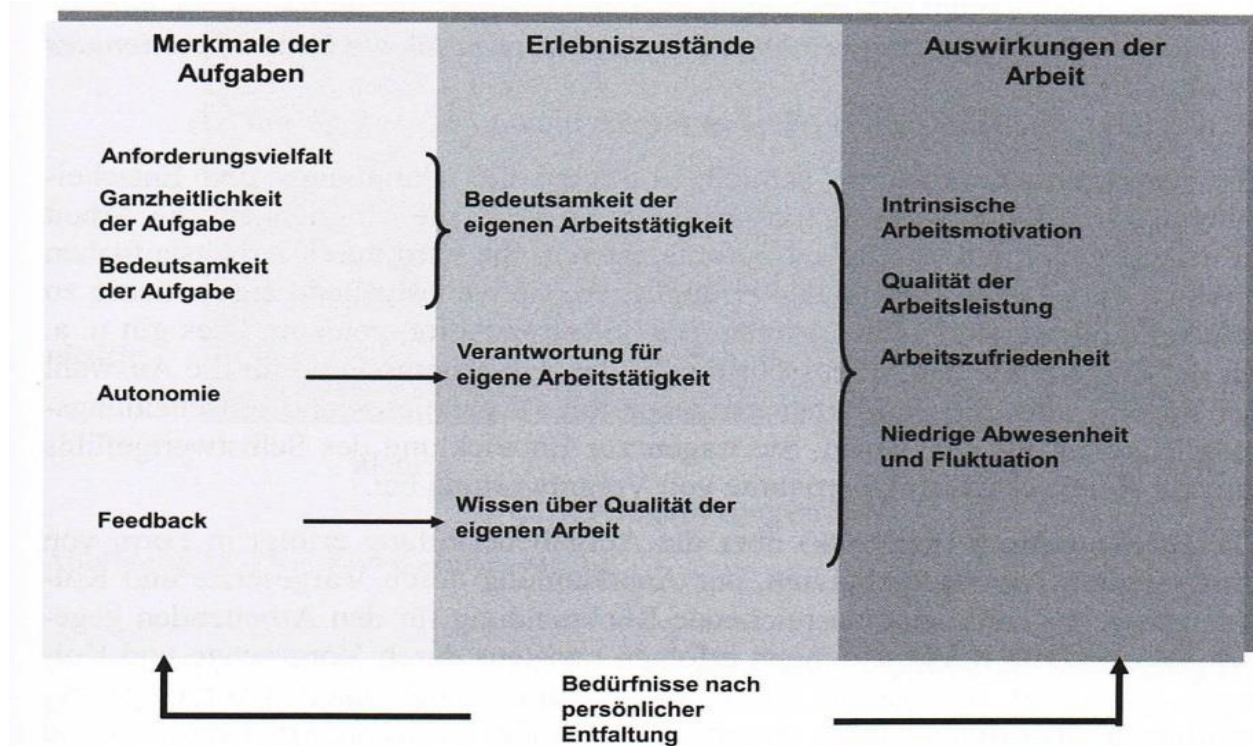 Merkmale der
Aufgaben
Erlebniszustände
Auswirkungen der
Arbeit
Anforderungsvielfalt
Ganzheitlichkeit
der Aufgabe
Bedeutsamkeit
der Aufgabe
Autonomie
Feedback
Bedeutsamkeit der
eigenen Arbeitstätigkeit
Verantwortung für
eigene Arbeitstätigkeit
Wissen über Qualität der
eigenen Arbeit
Intrinsische
Arbeitsmotivation
Qualität der
Arbeitsleistung
Arbeitszufriedenheit
Niedrige Abwesenheit
und Fluktuation
Bedürfnisse nach
persönlicher
Entfaltung